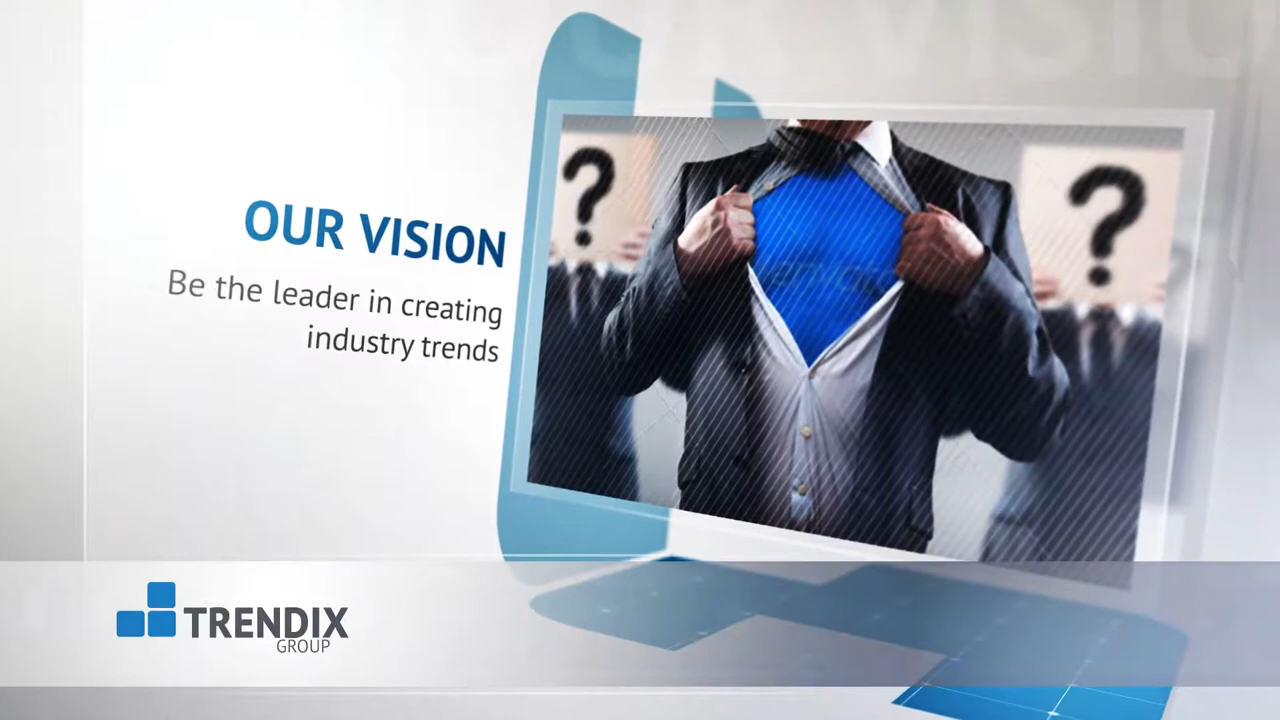 OUR VISION
Be the leader in creating
industry trends
?
?
TRENDIX
GROUP